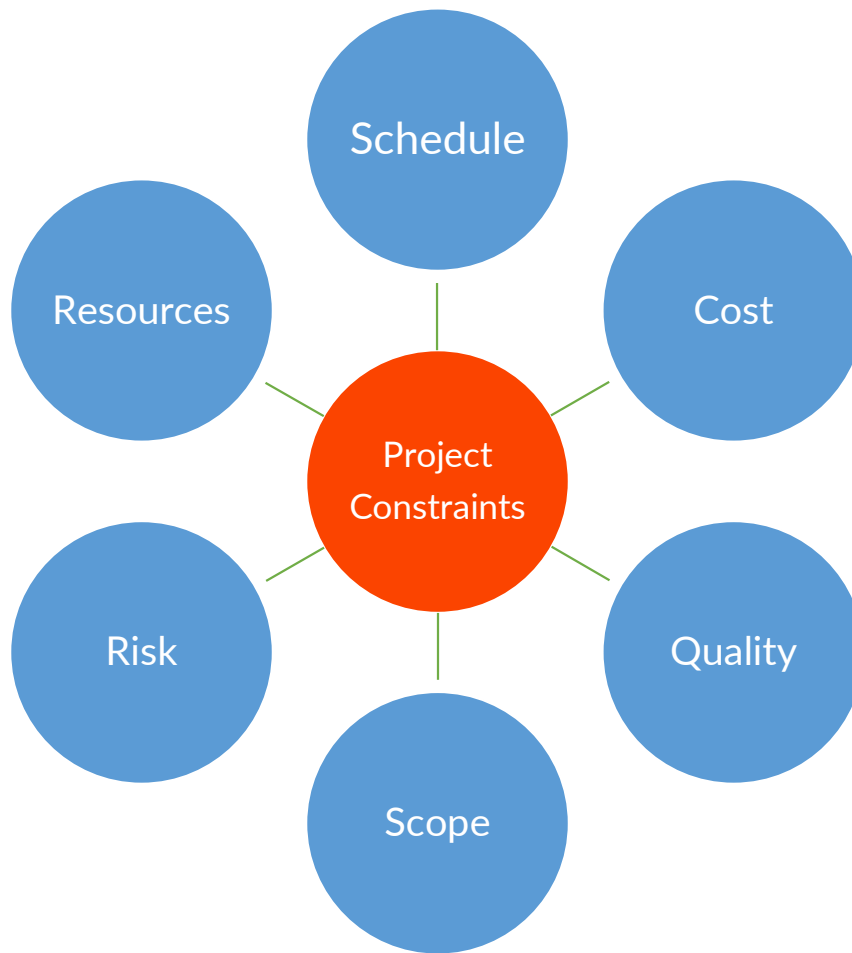 Schedule
Resources
Cost
Project
Constraints
Risk
Quality
Scope